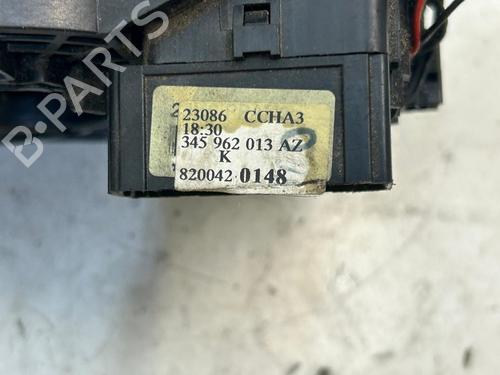 B-PARTS
23086 CCHA3
18:30
345 962 013 AZ
K
820042 0148